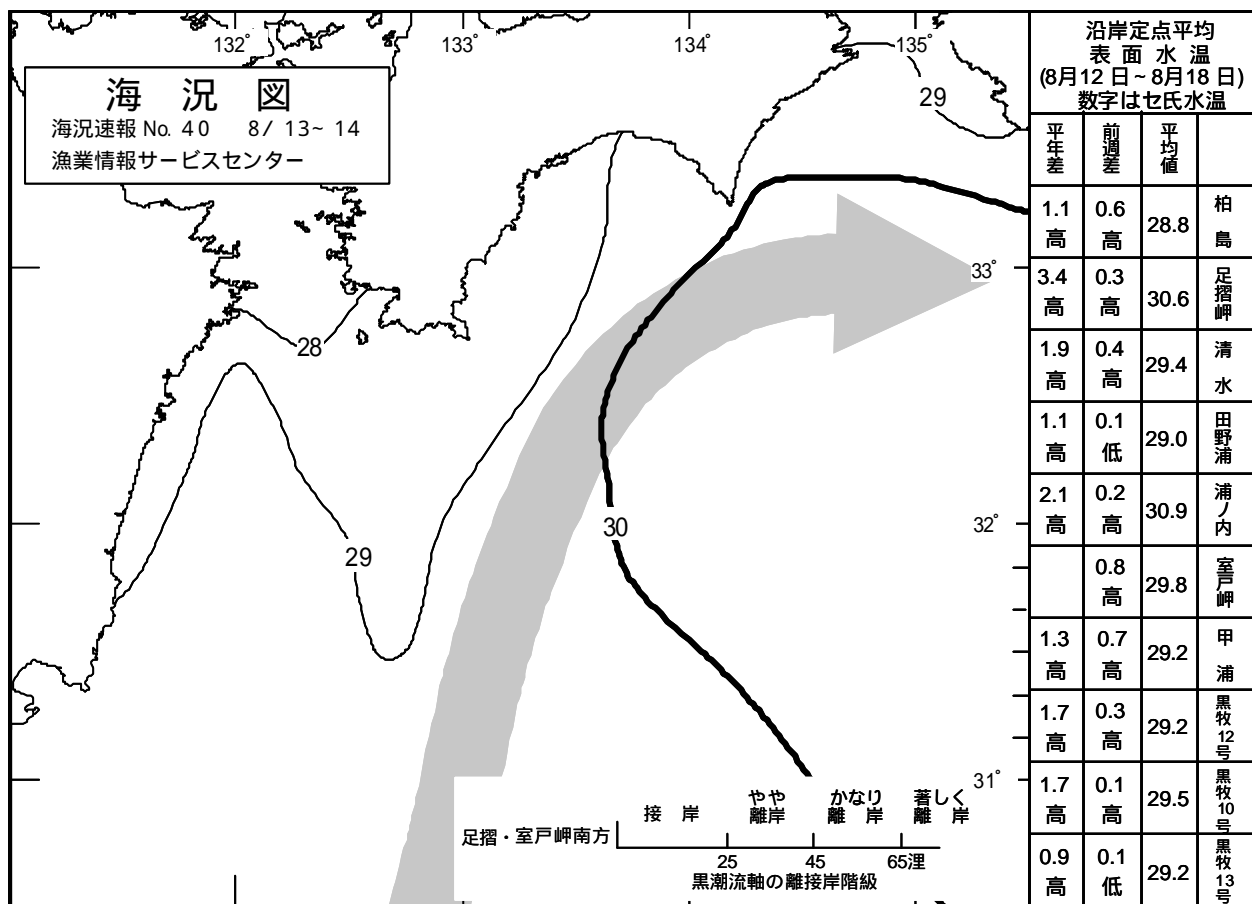 132° 133° 134° 135°
海 況 図
海況速報 No. 40 8/ 13~ 14
漁業情報サービスセンター
29
33°
28
32°
30
29
31°
接 岸 やや離岸 かなり離 岸 著しく離 岸
足摺・室戸岬南方
25 45 65浬
黒潮流軸の離接岸階級
沿岸定点平均
表 面 水 温
(8月12 日~8月18 日)
数字はセ氏水温
平年差 前週差 平均値
1.1高 0.6高 28.8 柏島
3.4高 0.3高 30.6 足摺岬
1.9高 0.4高 29.4 清水
1.1高 0.1低 29.0 田野浦
2.1高 0.2高 30.9 浦ノ内
0.8高 29.8 室戸岬
1.3高 0.7高 29.2 甲浦
1.7高 0.3高 29.2 黒牧12号
1.7高 0.1高 29.5 黒牧10号
0.9高 0.1低 29.2 黒牧13号